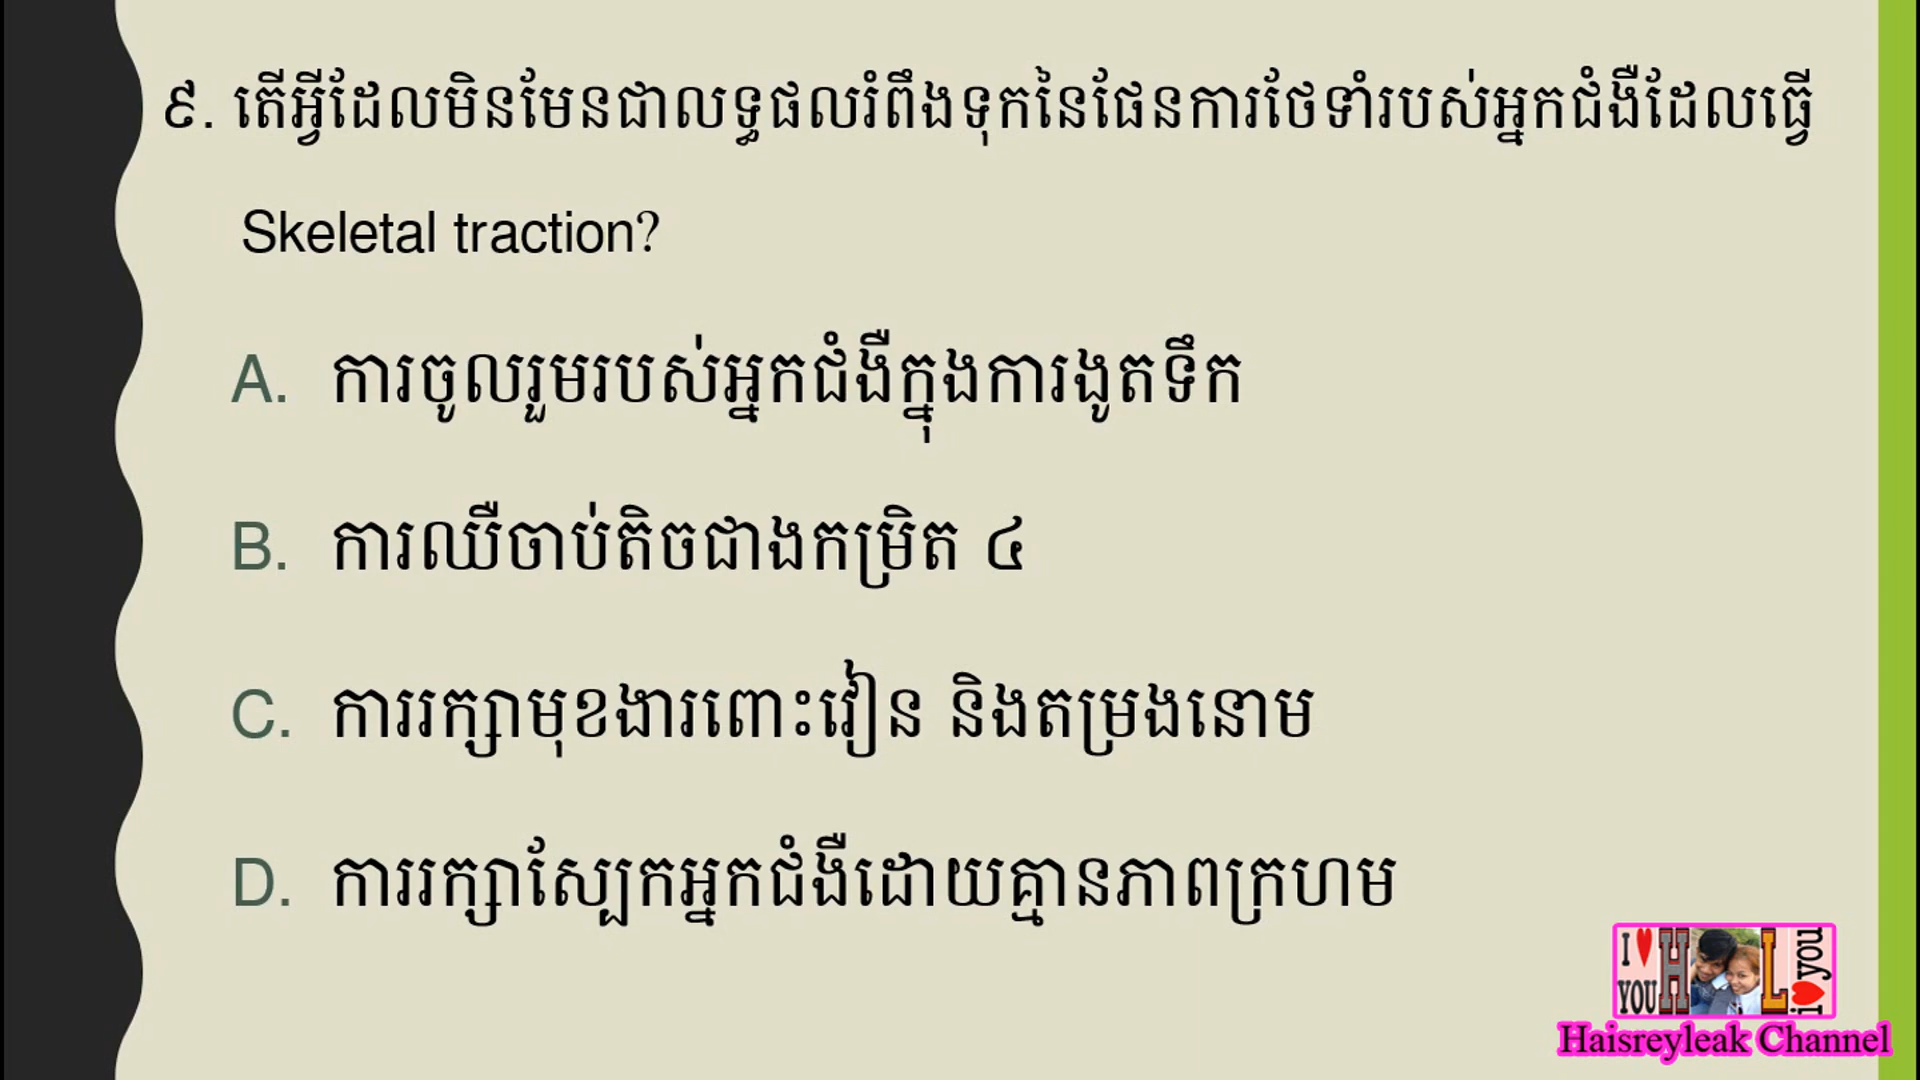 ៩. តើអ្វីដែលមិនមែនជាលទ្ធផលរំពឹងទុកនៃផែនការថែទាំរបស់អ្នកជំងឺដែលធ្វើ
Skeletal traction?
A. ការចូលរួមរបស់អ្នកជំងឺក្នុងការងូតទឹក
B. ការឈឺចាប់តិចជាងកម្រិត ៤
C. ការរក្សាមុខងារពោះវៀន និងតម្រងនោម
D. ការរក្សាស្បែកអ្នកជំងឺដោយគ្មានភាពក្រហម
I ♥ YOU H L i ♥ you
Haisreyleak Channel